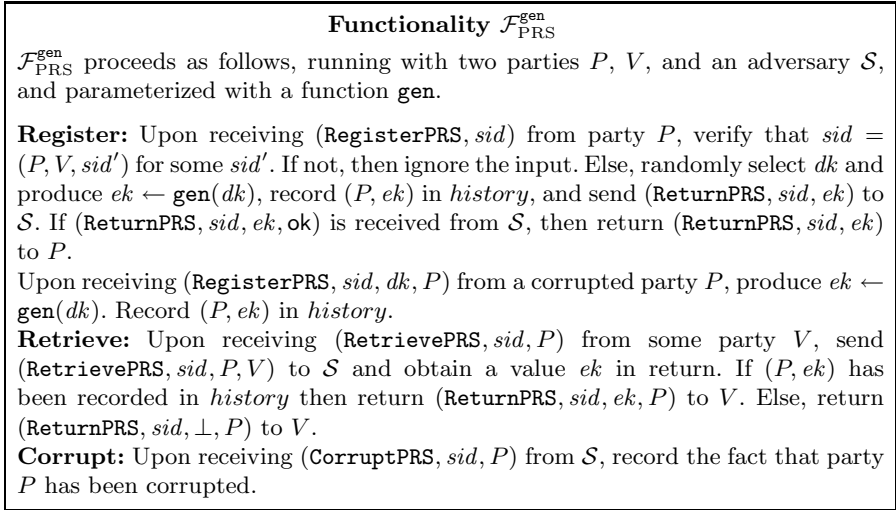 Functionality F^gen_PRS
F^gen_PRS proceeds as follows, running with two parties P, V, and an adversary S,
and parameterized with a function gen.
Register: Upon receiving (RegisterPRS, sid) from party P, verify that sid =
(P, V, sid′) for some sid′. If not, then ignore the input. Else, randomly select dk and
produce ek ← gen(dk), record (P, ek) in history, and send (ReturnPRS, sid, ek) to
S. If (ReturnPRS, sid, ek, ok) is received from S, then return (ReturnPRS, sid, ek)
to P.
Upon receiving (RegisterPRS, sid, dk, P) from a corrupted party P, produce ek ←
gen(dk). Record (P, ek) in history.
Retrieve: Upon receiving (RetrievePRS, sid, P) from some party V, send
(RetrievePRS, sid, P, V) to S and obtain a value ek in return. If (P, ek) has
been recorded in history then return (ReturnPRS, sid, ek, P) to V. Else, return
(ReturnPRS, sid, ⊥, P) to V.
Corrupt: Upon receiving (CorruptPRS, sid, P) from S, record the fact that party
P has been corrupted.